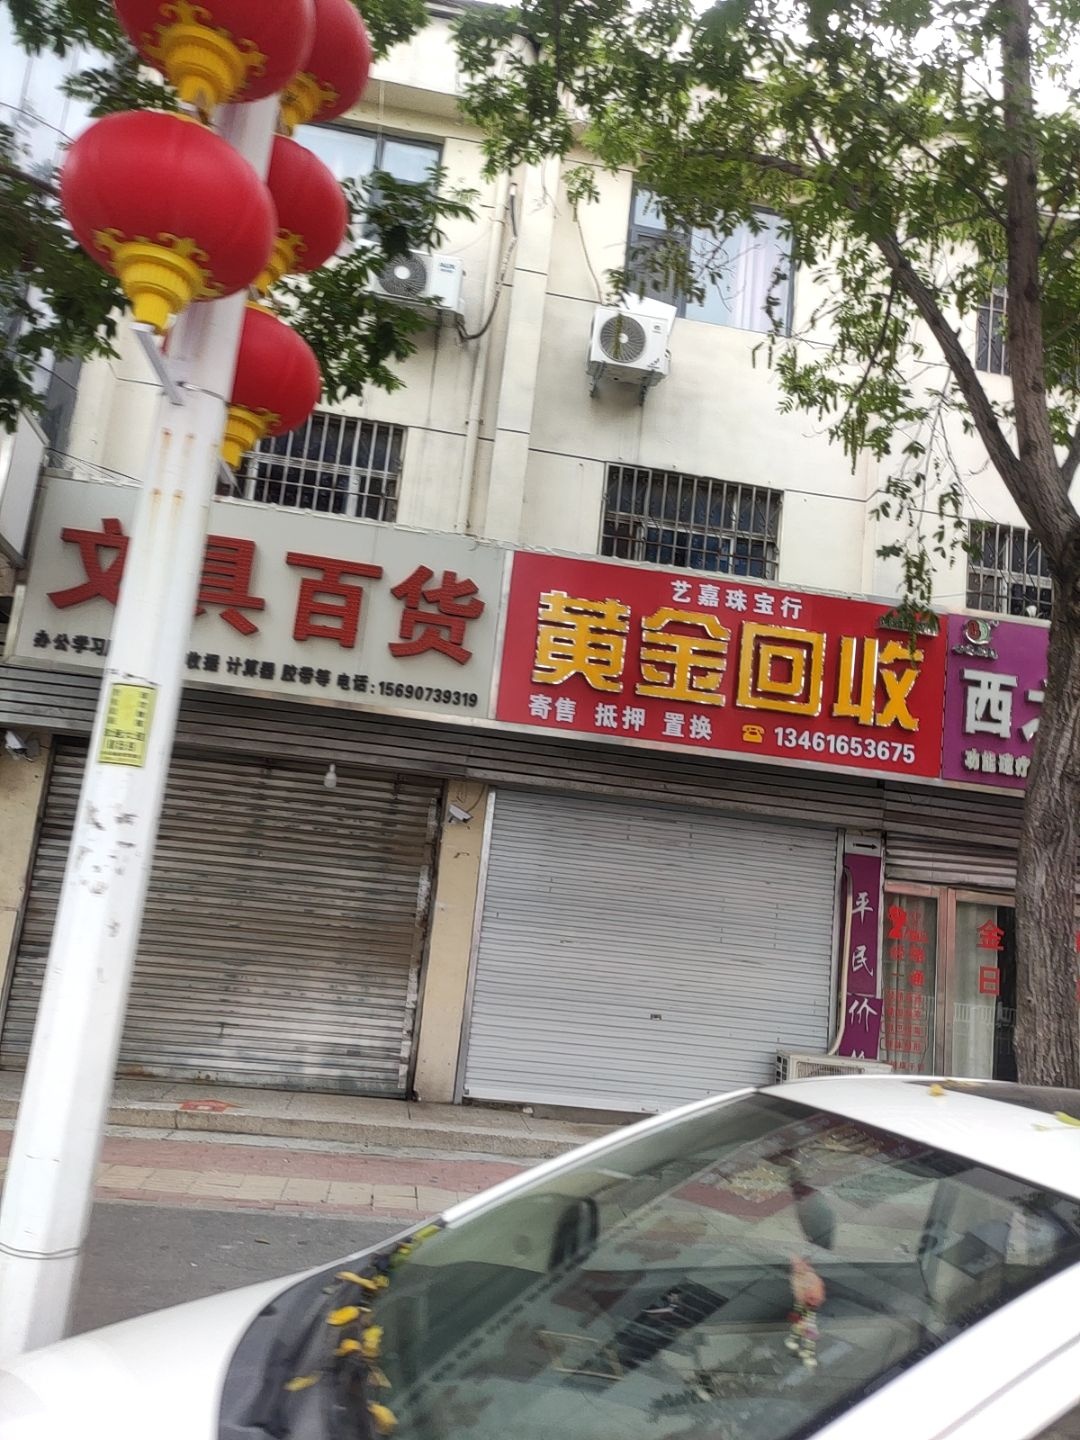 文具百货
办公学习
收据 计算器 胶带等 电话:15690739319
艺嘉珠宝行
黄金回收
寄售 抵押 置换
☎ 13461653675
西
功能
平民价
金
日